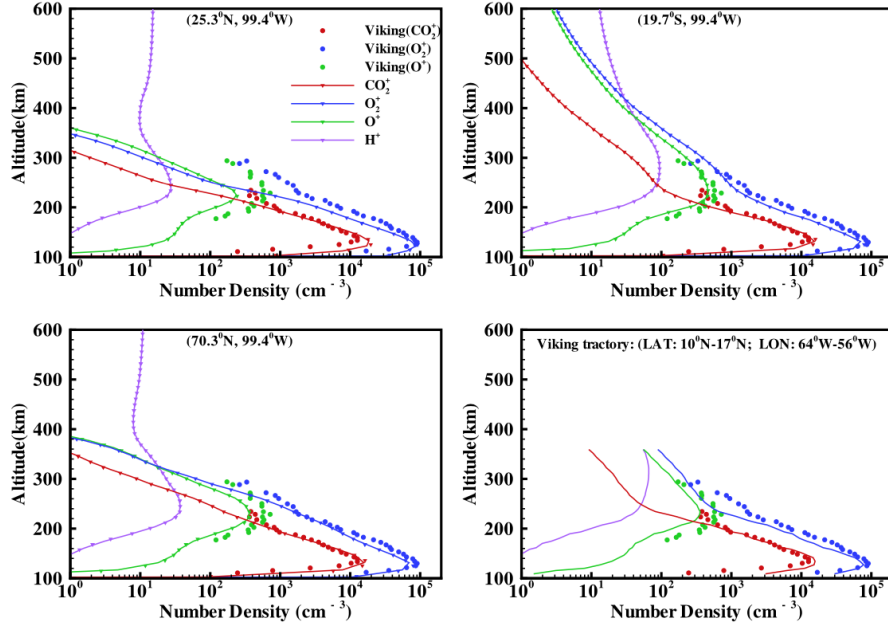 (25.3⁰N, 99.4⁰W)
Viking(CO₂⁺)
Viking(O₂⁺)
Viking(O⁺)
CO₂⁺
O₂⁺
O⁺
H⁺
Altitude(km)
600
500
400
300
200
100
10⁰ 10¹ 10² 10³ 10⁴ 10⁵
Number Density (cm ⁻³)
(19.7⁰S, 99.4⁰W)
Altitude(km)
600
500
400
300
200
100
10⁰ 10¹ 10² 10³ 10⁴ 10⁵
Number Density (cm ⁻³)
(70.3⁰N, 99.4⁰W)
Altitude(km)
600
500
400
300
200
100
10⁰ 10¹ 10² 10³ 10⁴ 10⁵
Number Density (cm ⁻³)
Viking tractory: (LAT: 10⁰N-17⁰N; LON: 64⁰W-56⁰W)
Altitude(km)
600
500
400
300
200
100
10⁰ 10¹ 10² 10³ 10⁴ 10⁵
Number Density (cm ⁻³)